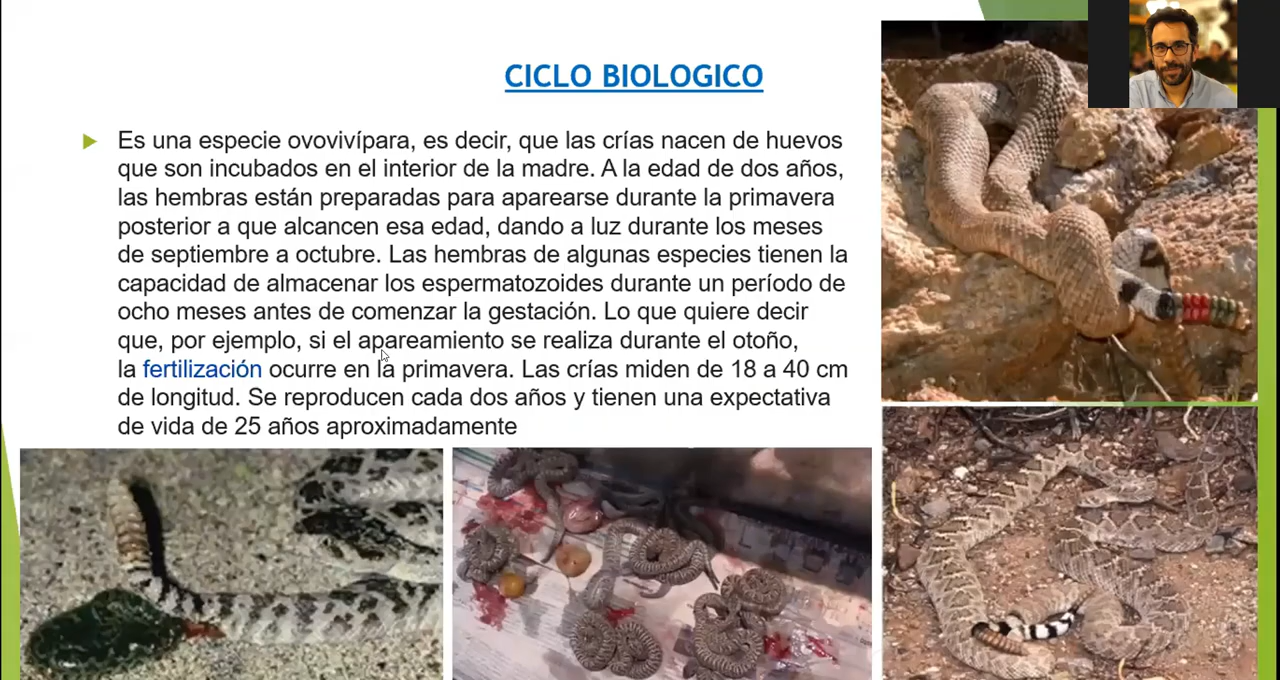 CICLO BIOLOGICO
Es una especie ovovivípara, es decir, que las crías nacen de huevos
que son incubados en el interior de la madre. A la edad de dos años,
las hembras están preparadas para aparearse durante la primavera
posterior a que alcancen esa edad, dando a luz durante los meses
de septiembre a octubre. Las hembras de algunas especies tienen la
capacidad de almacenar los espermatozoides durante un período de
ocho meses antes de comenzar la gestación. Lo que quiere decir
que, por ejemplo, si el apareamiento se realiza durante el otoño,
la fertilización ocurre en la primavera. Las crías miden de 18 a 40 cm
de longitud. Se reproducen cada dos años y tienen una expectativa
de vida de 25 años aproximadamente